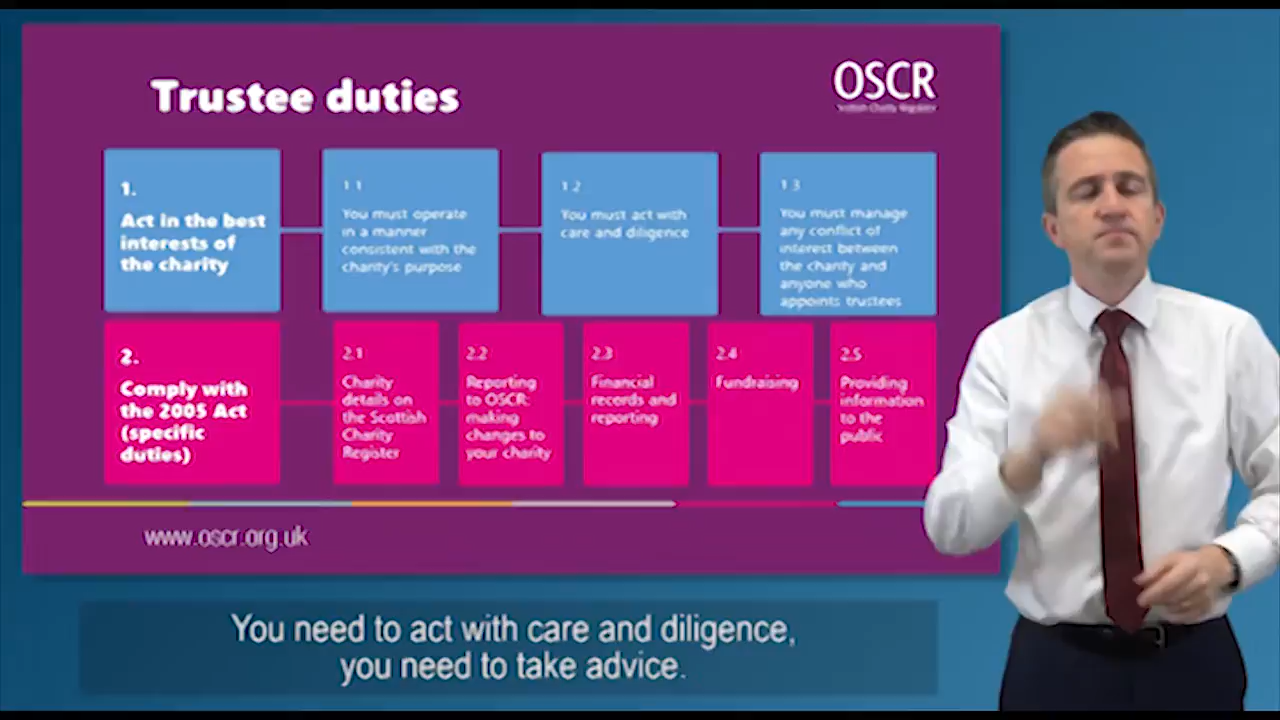 Trustee duties
OSCR
Scottish Charity Regulator
1.
Act in the best
interests of
the charity
1.1
You must operate
in a manner
consistent with the
charity's purpose
1.2
You must act with
care and diligence
1.3
You must manage
any conflict of
interest between
the charity and
anyone who
appoints trustees
2.
Comply with
the 2005 Act
(specific
duties)
2.1
Charity
details on
the Scottish
Charity
Register
2.2
Reporting
to OSCR:
making
changes to
your charity
2.3
Financial
records and
reporting
2.4
Fundraising
2.5
Providing
information
to the
public
www.oscr.org.uk
You need to act with care and diligence,
you need to take advice.